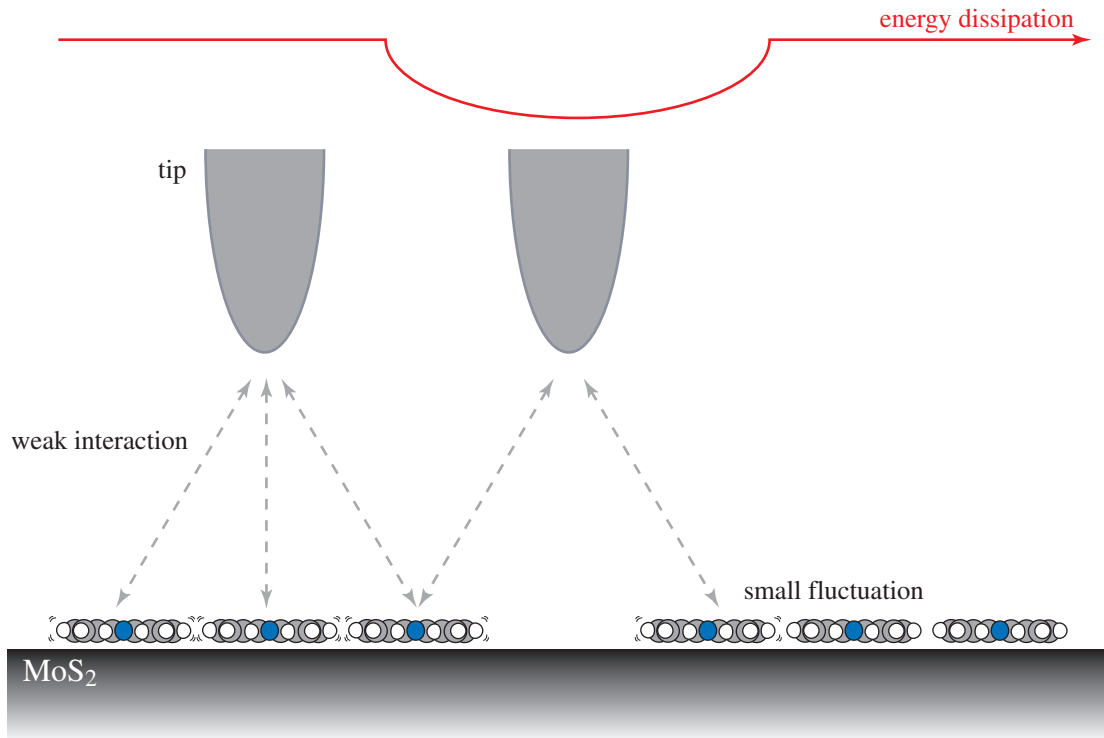 energy dissipation
tip
weak interaction
small fluctuation
MoS₂